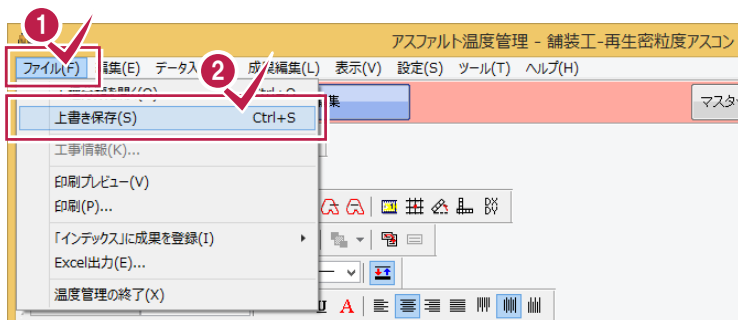 1
アスファルト温度管理 - 舗装工-再生密粒度アスコン
ファイル(F) 編集(E) データ入 2 成果編集(L) 表示(V) 設定(S) ツール(T) ヘルプ(H)
集 マスタ
上書き保存(S) Ctrl+S
工事情報(K)...
印刷プレビュー(V)
印刷(P)...
「インデックス」に成果を登録(I)
Excel出力(E)...
温度管理の終了(X)
U A